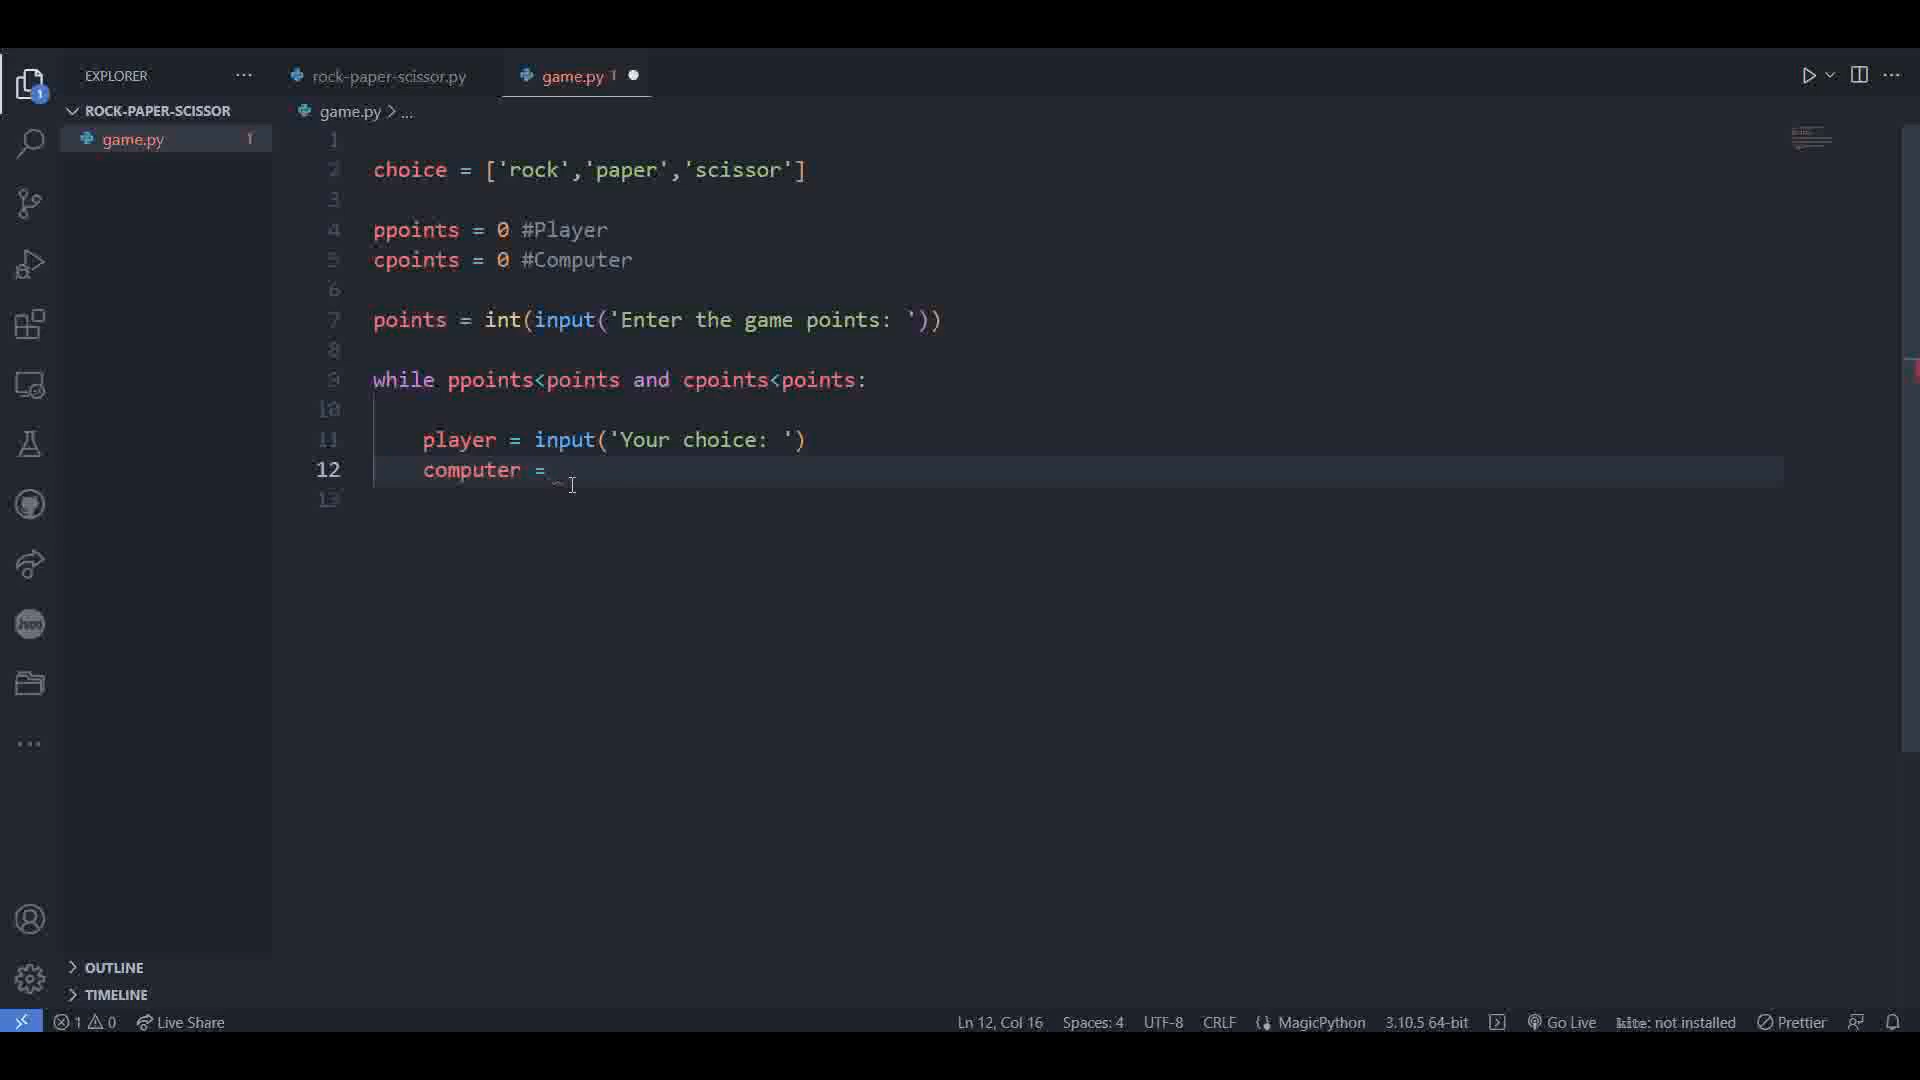 EXPLORER ...
rock-paper-scissor.py
game.py 1
ROCK-PAPER-SCISSOR
game.py > ...
game.py 1
1
2 choice = ['rock','paper','scissor']
3
4 ppoints = 0 #Player
5 cpoints = 0 #Computer
6
7 points = int(input('Enter the game points: '))
8
9 while ppoints<points and cpoints<points:
10
11 player = input('Your choice: ')
12 computer =
13
JSON
OUTLINE
TIMELINE
1 0 Live Share
Ln 12, Col 16 Spaces: 4 UTF-8 CRLF MagicPython 3.10.5 64-bit Go Live kite: not installed Prettier